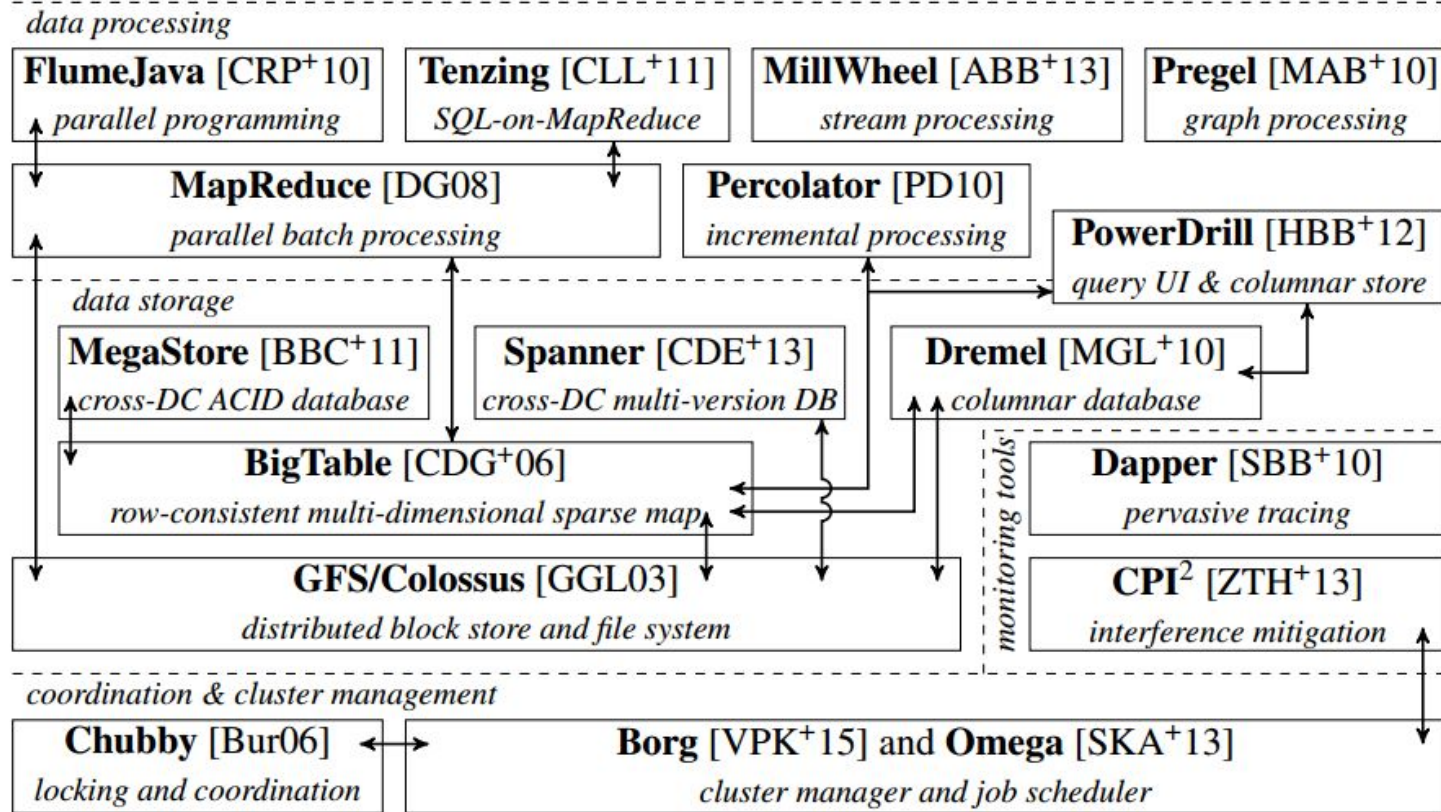 data processing
FlumeJava [CRP+10]
parallel programming
Tenzing [CLL+11]
SQL-on-MapReduce
MillWheel [ABB+13]
stream processing
Pregel [MAB+10]
graph processing
MapReduce [DG08]
parallel batch processing
Percolator [PD10]
incremental processing
PowerDrill [HBB+12]
query UI & columnar store
data storage
MegaStore [BBC+11]
cross-DC ACID database
Spanner [CDE+13]
cross-DC multi-version DB
Dremel [MGL+10]
columnar database
BigTable [CDG+06]
row-consistent multi-dimensional sparse map
GFS/Colossus [GGL03]
distributed block store and file system
monitoring tools
Dapper [SBB+10]
pervasive tracing
CPI2 [ZTH+13]
interference mitigation
coordination & cluster management
Chubby [Bur06]
locking and coordination
Borg [VPK+15] and Omega [SKA+13]
cluster manager and job scheduler